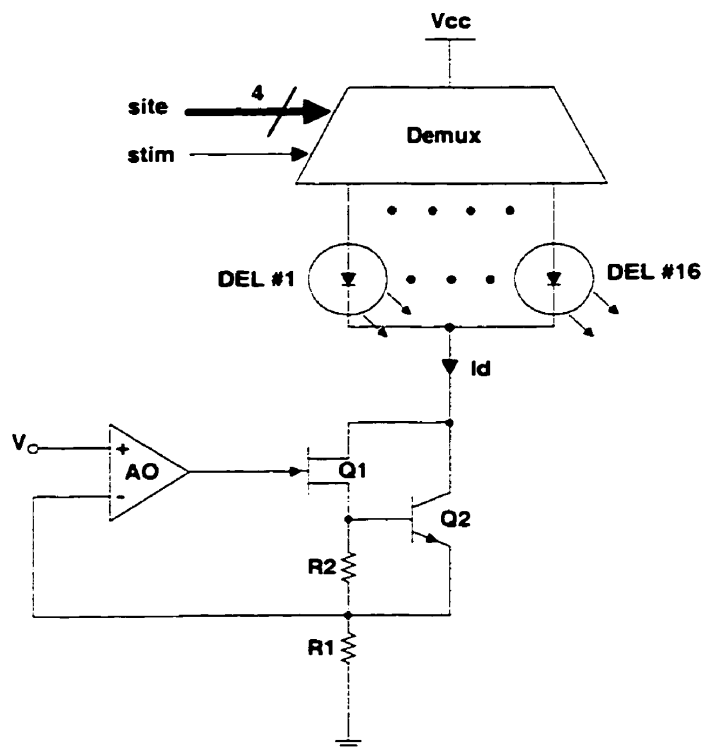 Vcc
4
site
stim
Demux
DEL #1
DEL #16
Id
V
+
AO
-
Q1
Q2
R2
R1